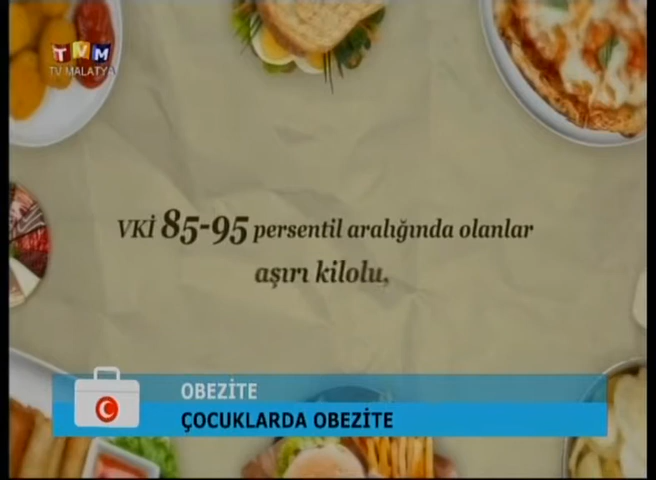 TVM
TV MALATYA
VKİ 85-95 persentil aralığında olanlar
aşırı kilolu,
OBEZİTE
ÇOCUKLARDA OBEZİTE